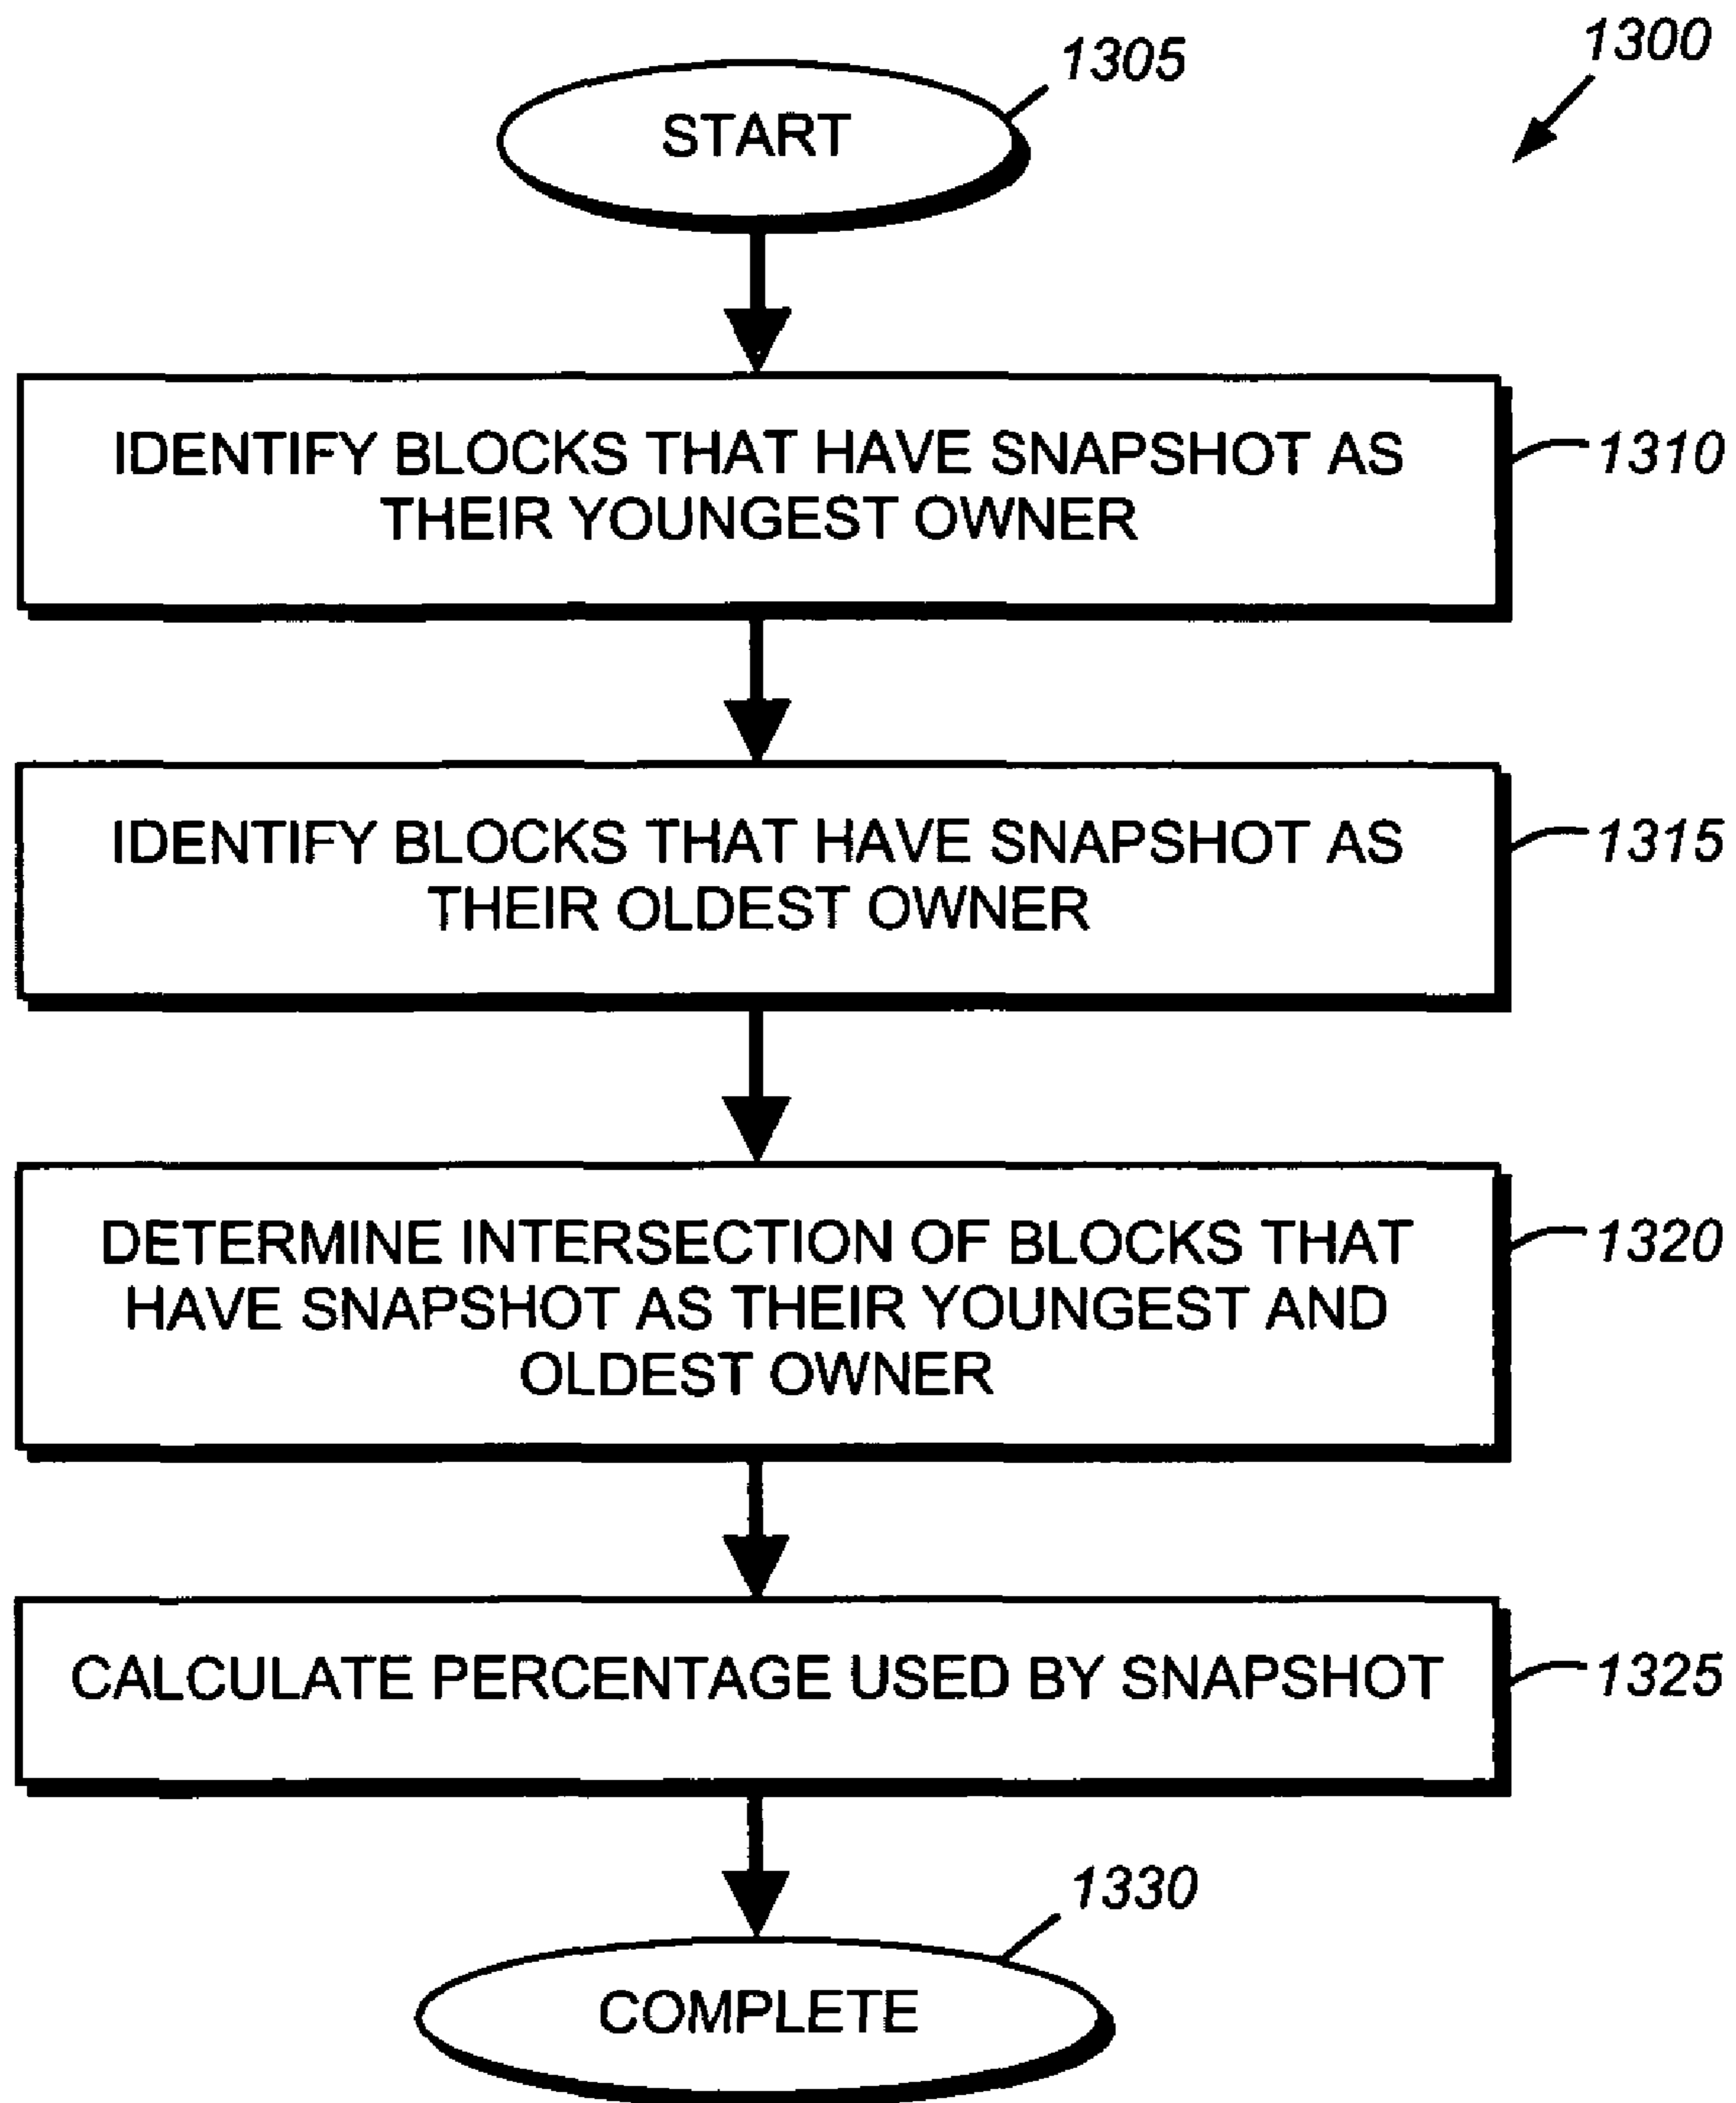 1300
1305
START
IDENTIFY BLOCKS THAT HAVE SNAPSHOT AS
THEIR YOUNGEST OWNER
1310
IDENTIFY BLOCKS THAT HAVE SNAPSHOT AS
THEIR OLDEST OWNER
1315
DETERMINE INTERSECTION OF BLOCKS THAT
HAVE SNAPSHOT AS THEIR YOUNGEST AND
OLDEST OWNER
1320
CALCULATE PERCENTAGE USED BY SNAPSHOT
1325
1330
COMPLETE